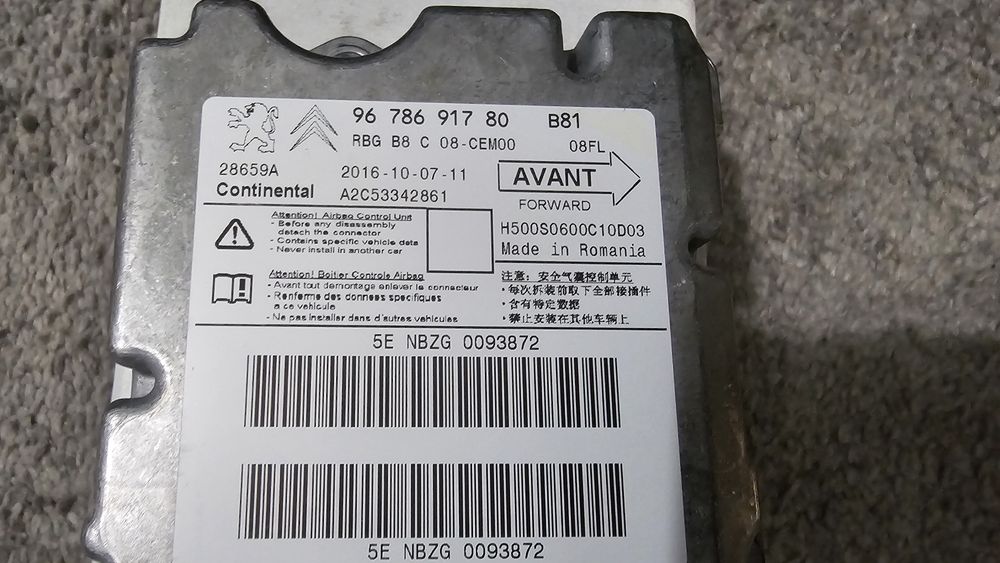 96 786 917 80 B81
RBG B8 C 08-CEM00 08FL
28659A 2016-10-07-11 AVANT
Continental A2C53342861 FORWARD
Attention! Airbag Control Unit
- Before any disassembly
detach the connector
- Contains specific vehicle data
- Never install in another car
H500S0600C10D03
Made in Romania
Attention! Boitier Controle Airbag
- Avant tout demontage enlever le connecteur
- Renferme des donnees specifiques
a ce vehicule
- Ne pas installer dans d'autres vehicules
注意: 安全气囊控制单元
• 每次拆装前取下全部接插件
• 含有特定数据
• 禁止安装在其他车辆上
5E NBZG 0093872
5E NBZG 0093872